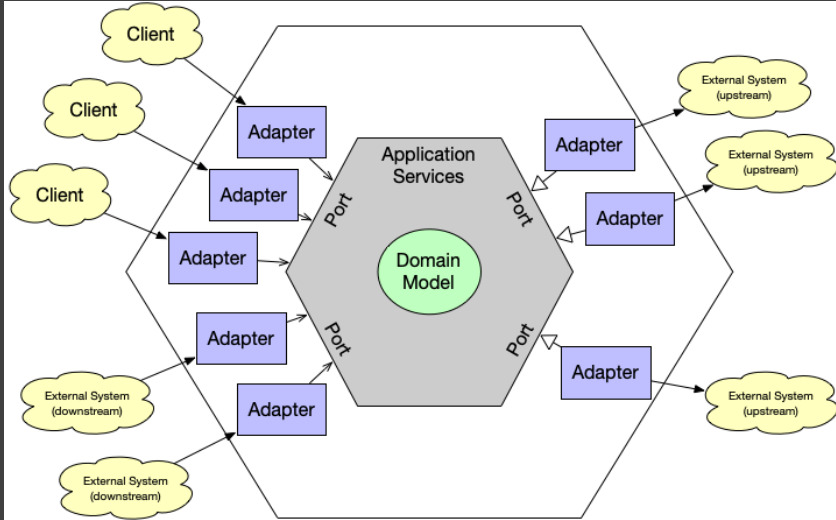 Client
Client
Client
Adapter
Adapter
Adapter
Adapter
Adapter
External System
(downstream)
External System
(downstream)
Port
Port
Application
Services
Domain
Model
Port
Port
Adapter
Adapter
Adapter
External System
(upstream)
External System
(upstream)
External System
(upstream)